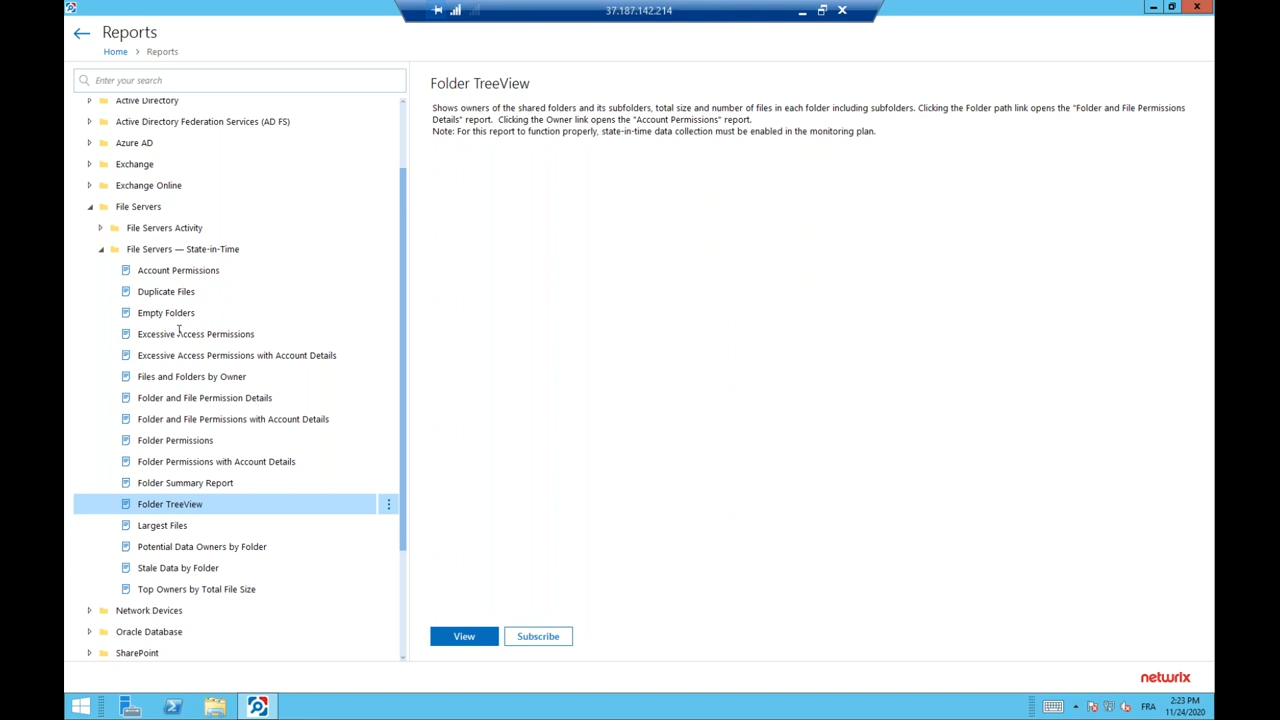 37.187.142.214
Reports
Home > Reports
Enter your search
Active Directory
Active Directory Federation Services (AD FS)
Azure AD
Exchange
Exchange Online
File Servers
File Servers Activity
File Servers — State-in-Time
Account Permissions
Duplicate Files
Empty Folders
Excessive Access Permissions
Excessive Access Permissions with Account Details
Files and Folders by Owner
Folder and File Permission Details
Folder and File Permissions with Account Details
Folder Permissions
Folder Permissions with Account Details
Folder Summary Report
Folder TreeView
Largest Files
Potential Data Owners by Folder
Stale Data by Folder
Top Owners by Total File Size
Network Devices
Oracle Database
SharePoint
Folder TreeView
Shows owners of the shared folders and its subfolders, total size and number of files in each folder including subfolders. Clicking the Folder path link opens the "Folder and File Permissions
Details" report. Clicking the Owner link opens the "Account Permissions" report.
Note: For this report to function properly, state-in-time data collection must be enabled in the monitoring plan.
View
Subscribe
netwrix
FRA
2:23 PM
11/24/2020